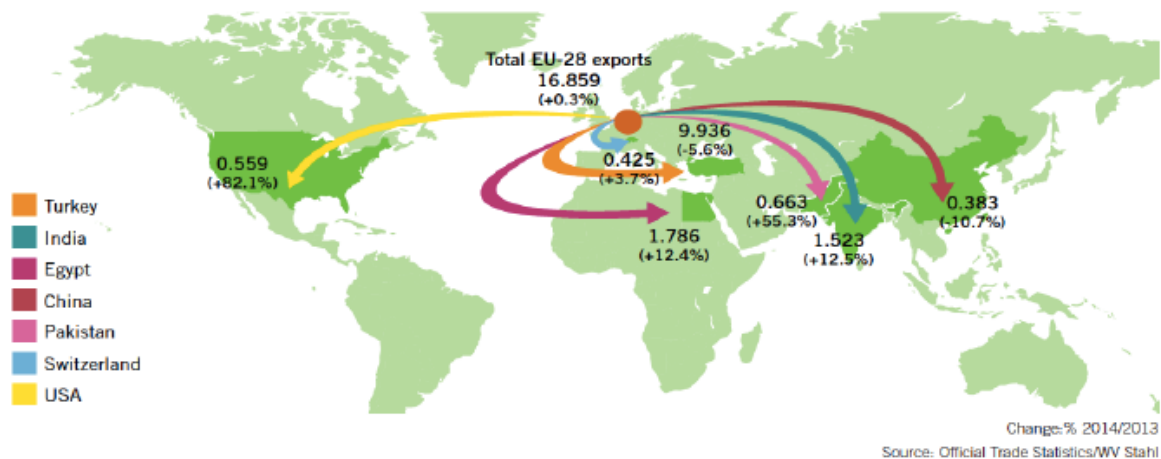 Total EU-28 exports
16.859
(+0.3%)
9.936
(-5.6%)
0.559
(+82.1%)
0.425
(+3.7%)
0.663
(+55.3%)
0.383
(-10.7%)
1.786
(+12.4%)
1.523
(+12.5%)
Turkey
India
Egypt
China
Pakistan
Switzerland
USA
Change:% 2014/2013
Source: Official Trade Statistics/WV Stahl